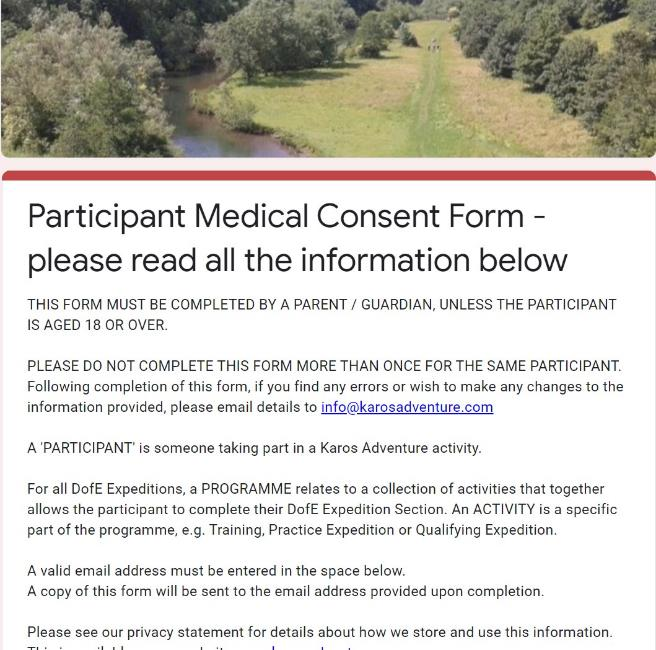 Participant Medical Consent Form -
please read all the information below
THIS FORM MUST BE COMPLETED BY A PARENT / GUARDIAN, UNLESS THE PARTICIPANT
IS AGED 18 OR OVER.
PLEASE DO NOT COMPLETE THIS FORM MORE THAN ONCE FOR THE SAME PARTICIPANT.
Following completion of this form, if you find any errors or wish to make any changes to the
information provided, please email details to info@karosadventure.com
A 'PARTICIPANT' is someone taking part in a Karos Adventure activity.
For all DofE Expeditions, a PROGRAMME relates to a collection of activities that together
allows the participant to complete their DofE Expedition Section. An ACTIVITY is a specific
part of the programme, e.g. Training, Practice Expedition or Qualifying Expedition.
A valid email address must be entered in the space below.
A copy of this form will be sent to the email address provided upon completion.
Please see our privacy statement for details about how we store and use this information.